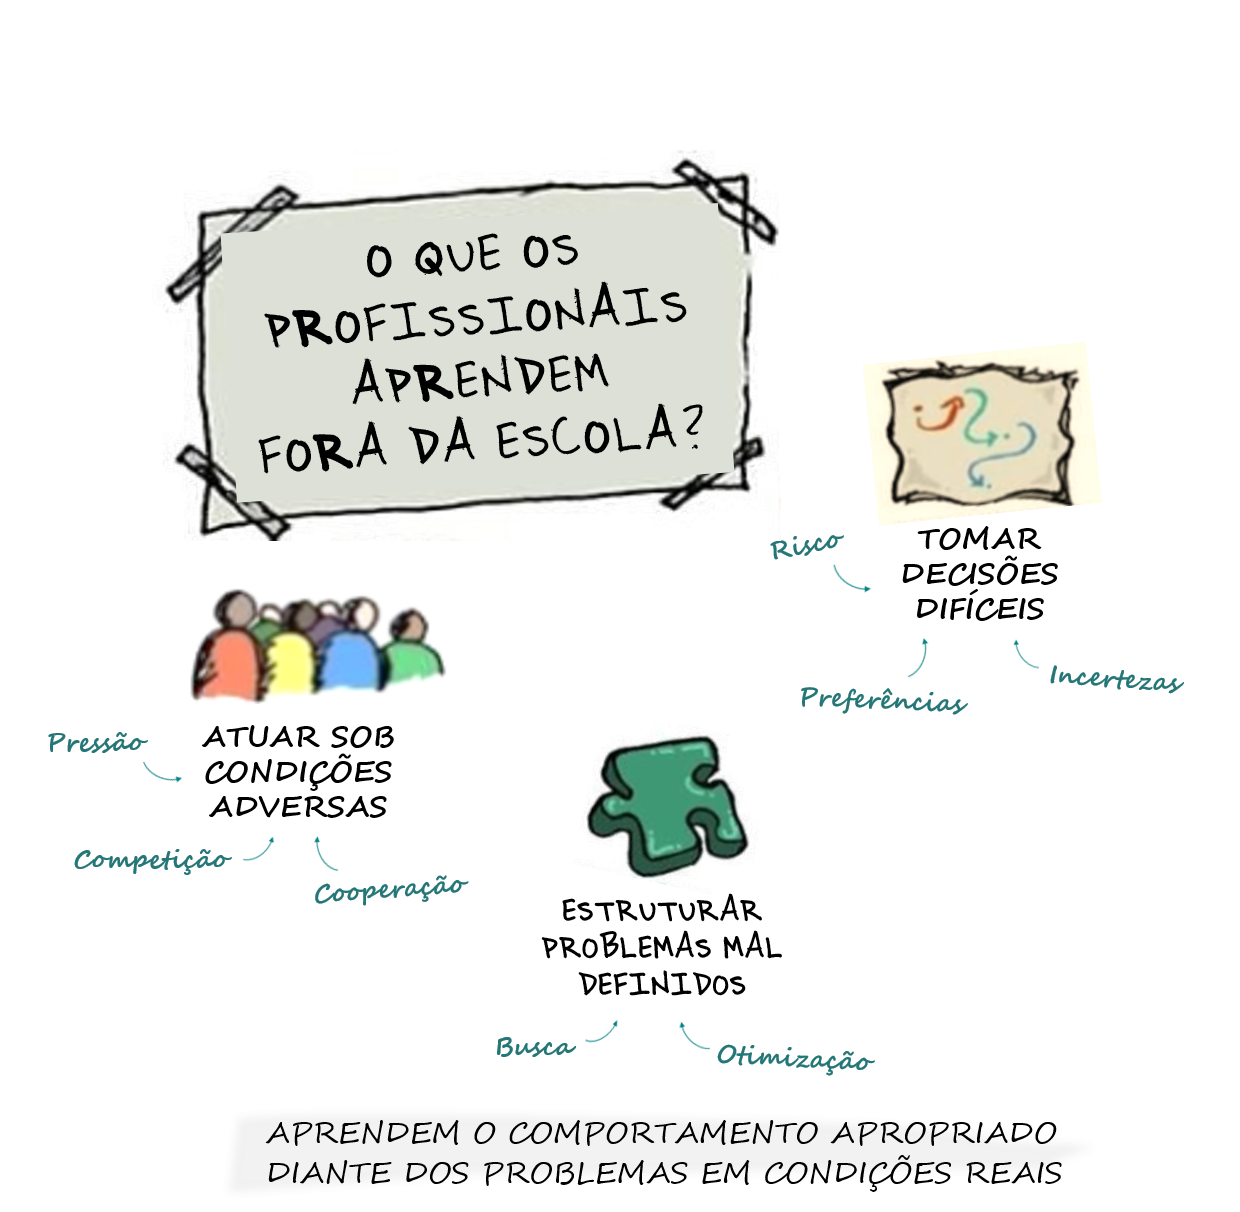 O QUE OS
PROFISSIONAIS
APRENDEM
FORA DA ESCOLA?
Risco
TOMAR
DECISÕES
DIFÍCEIS
Preferências
Incertezas
Pressão
ATUAR SOB
CONDIÇÕES
ADVERSAS
Competição
Cooperação
ESTRUTURAR
PROBLEMAS MAL
DEFINIDOS
Busca
Otimização
APRENDEM O COMPORTAMENTO APROPRIADO
DIANTE DOS PROBLEMAS EM CONDIÇÕES REAIS